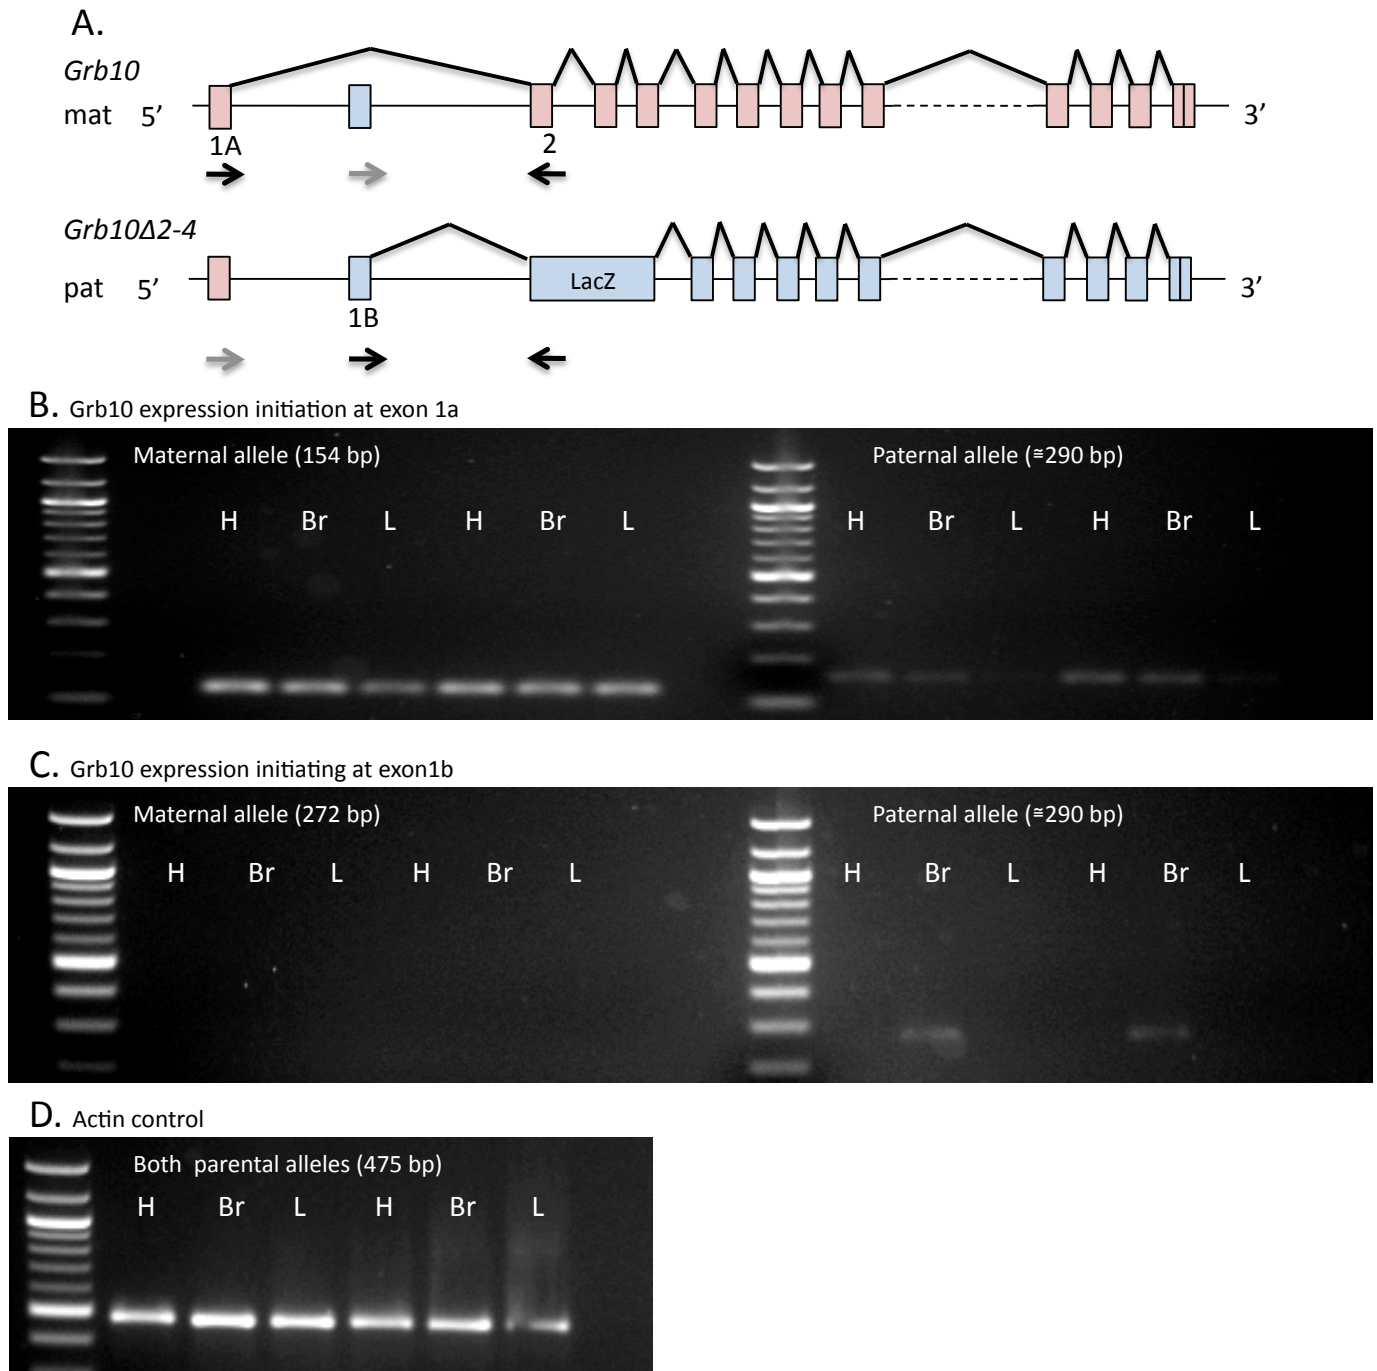 A.
Grb10
mat 5’ 3’
1A 2
Grb10Δ2-4
pat 5’ LacZ 3’
1B
B. Grb10 expression initiation at exon 1a
Maternal allele (154 bp) Paternal allele (≅290 bp)
H Br L H Br L H Br L H Br L
C. Grb10 expression initiating at exon1b
Maternal allele (272 bp) Paternal allele (≅290 bp)
H Br L H Br L H Br L H Br L
D. Actin control
Both parental alleles (475 bp)
H Br L H Br L